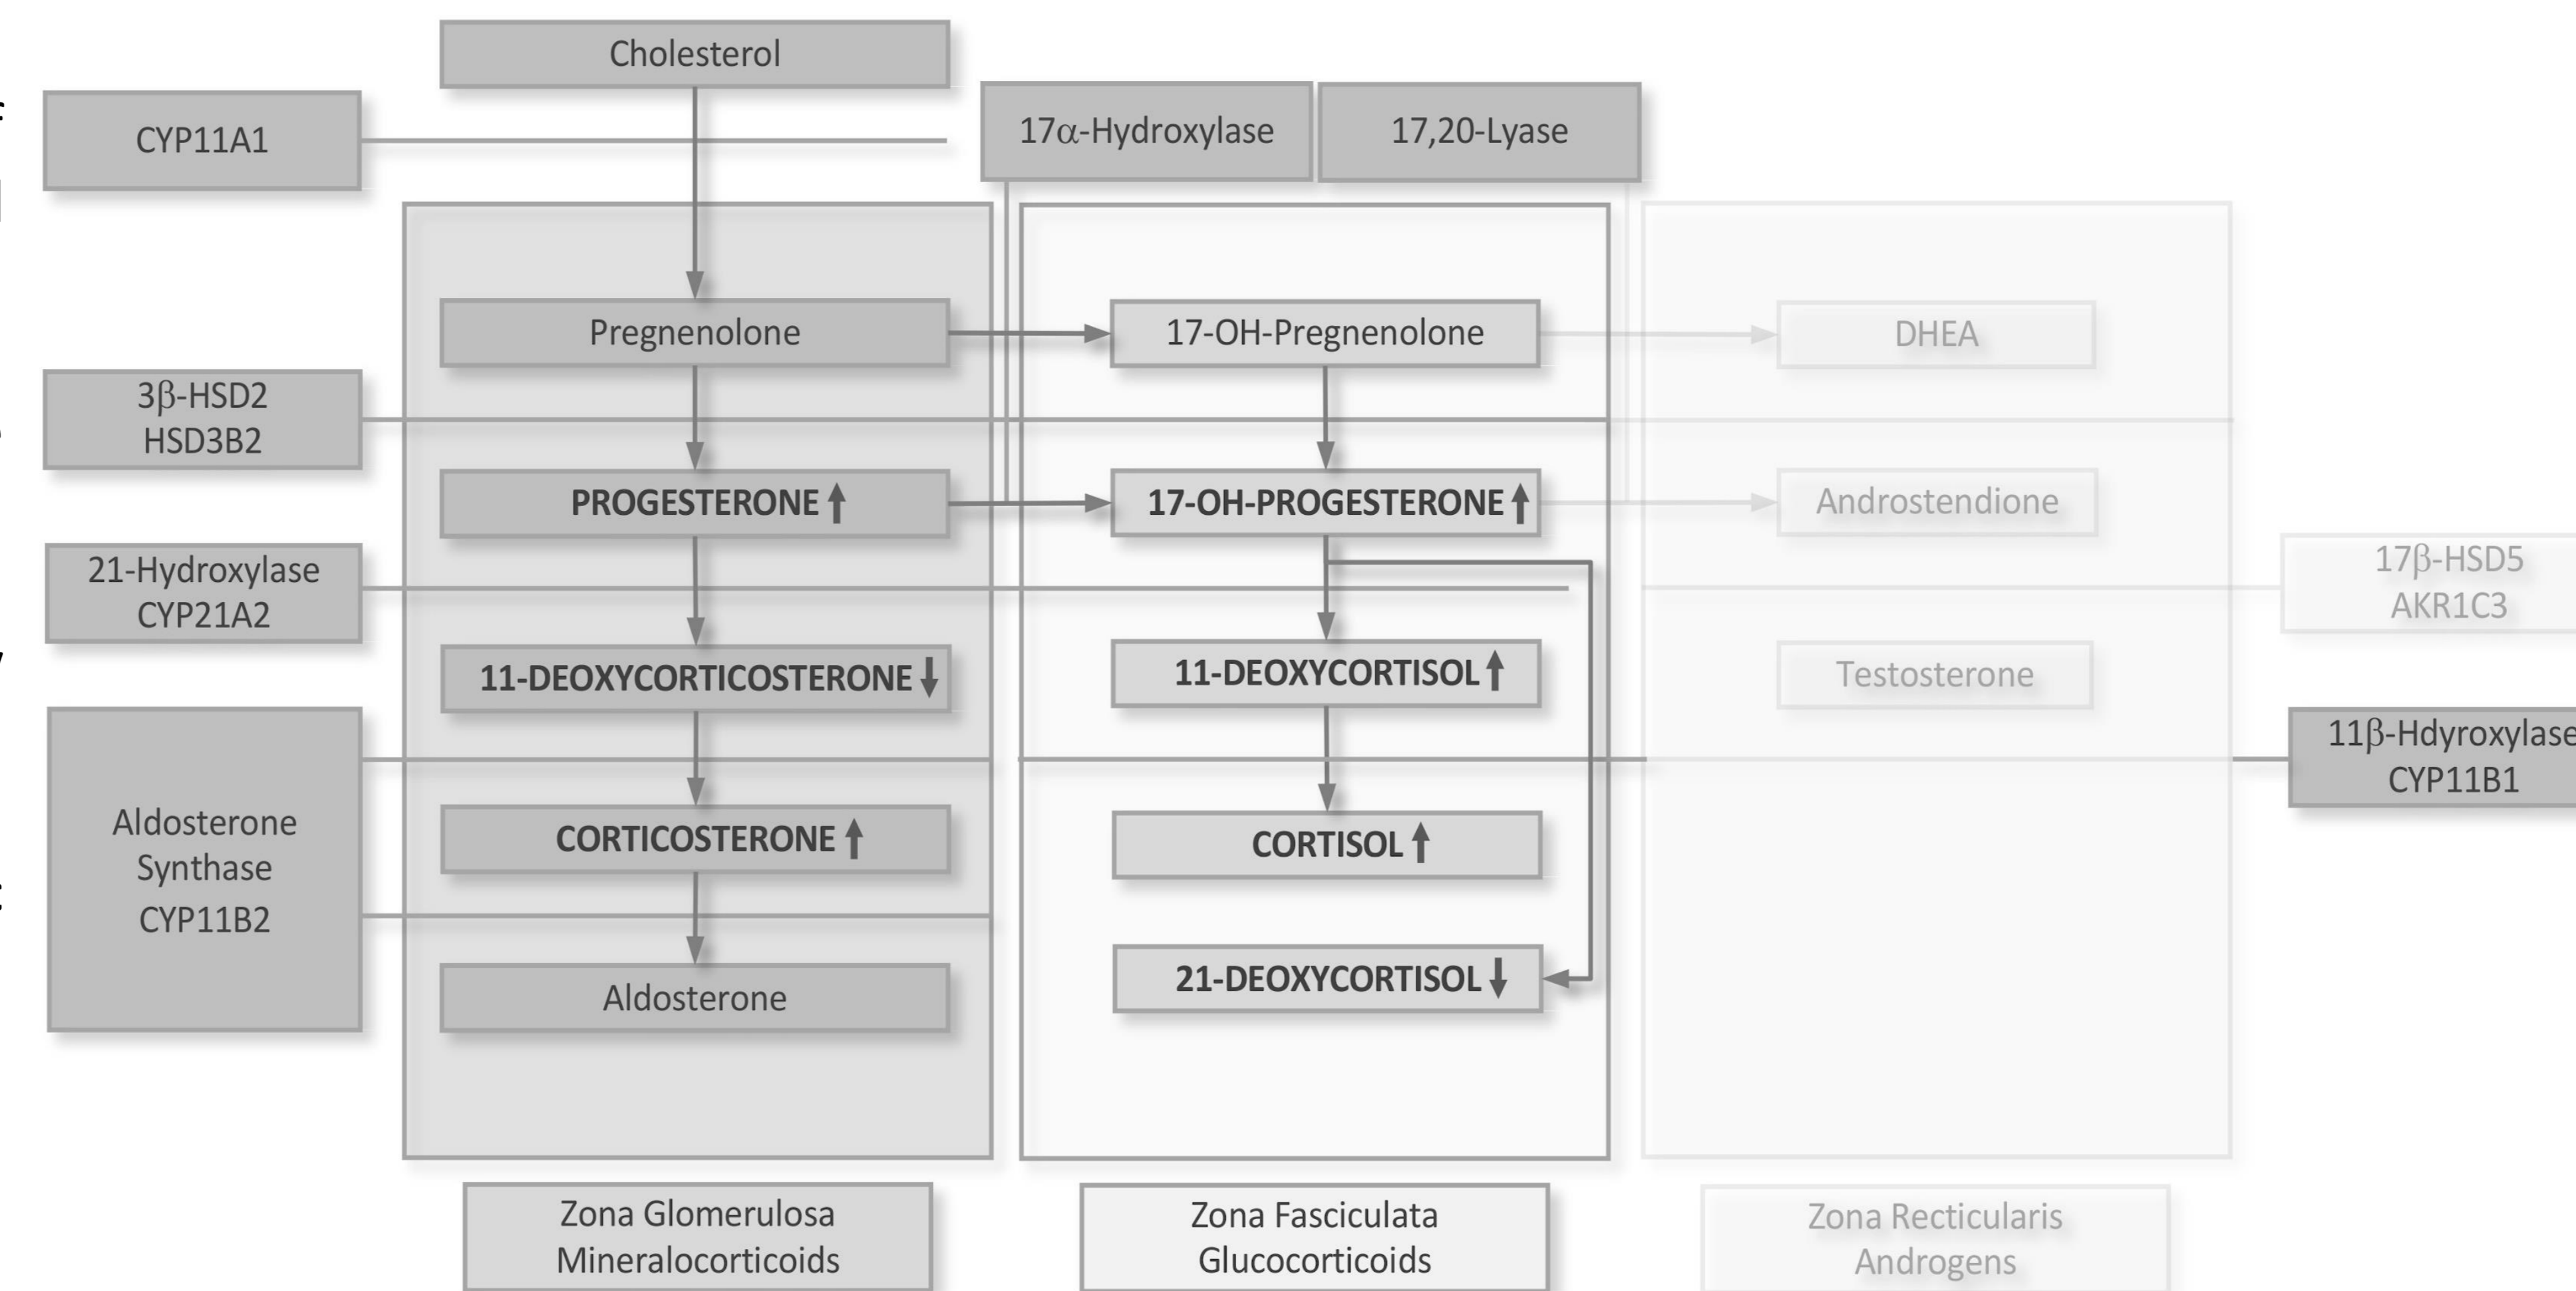 Cholesterol
CYP11A1
17α-Hydroxylase
17,20-Lyase
Pregnenolone
17-OH-Pregnenolone
DHEA
3β-HSD2
HSD3B2
PROGESTERONE ↑
17-OH-PROGESTERONE ↑
Androstendione
21-Hydroxylase
CYP21A2
17β-HSD5
AKR1C3
11-DEOXYCORTICOSTERONE ↓
11-DEOXYCORTISOL ↑
Testosterone
11β-Hdyroxylase
CYP11B1
Aldosterone
Synthase
CYP11B2
CORTICOSTERONE ↑
CORTISOL ↑
Aldosterone
21-DEOXYCORTISOL ↓
Zona Glomerulosa
Mineralocorticoids
Zona Fasciculata
Glucocorticoids
Zona Recticularis
Androgens